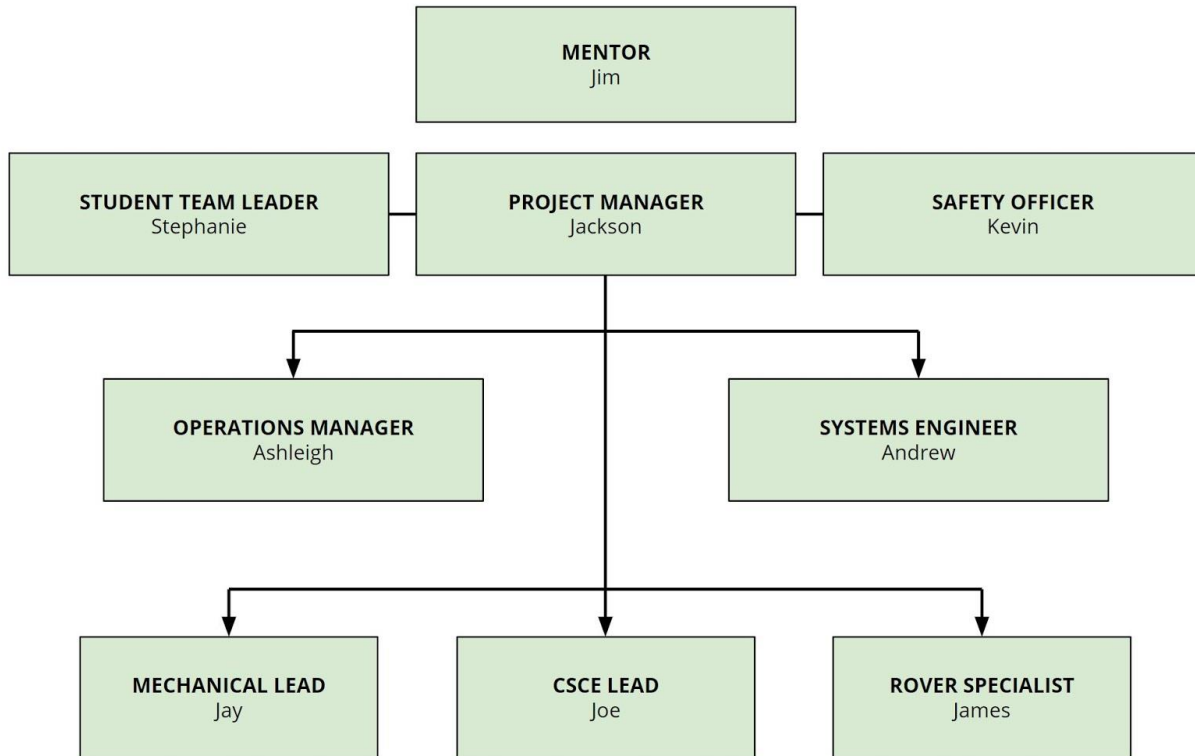 MENTOR
Jim
STUDENT TEAM LEADER
Stephanie
PROJECT MANAGER
Jackson
SAFETY OFFICER
Kevin
OPERATIONS MANAGER
Ashleigh
SYSTEMS ENGINEER
Andrew
MECHANICAL LEAD
Jay
CSCE LEAD
Joe
ROVER SPECIALIST
James